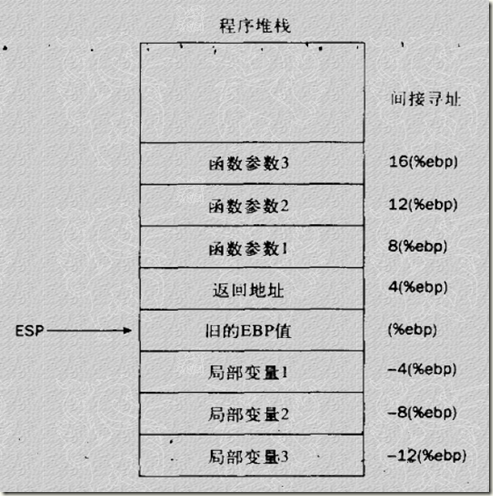 程序堆栈
间接寻址
函数参数3 16(%ebp)
函数参数2 12(%ebp)
函数参数1 8(%ebp)
返回地址 4(%ebp)
ESP 旧的EBP值 (%ebp)
局部变量1 -4(%ebp)
局部变量2 -8(%ebp)
局部变量3 -12(%ebp)